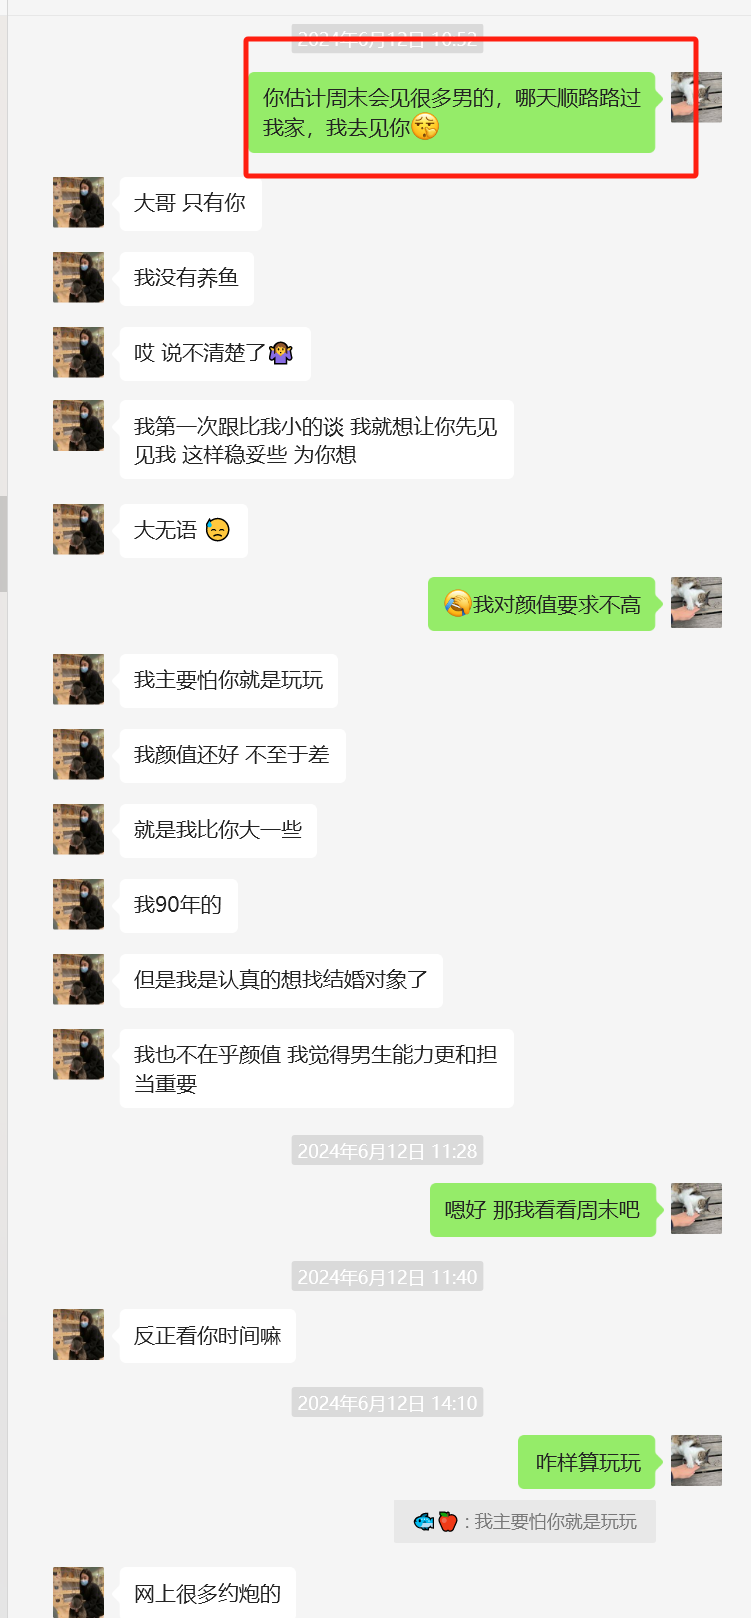 2024年6月12日 10:52
你估计周末会见很多男的，哪天顺路路过
我家，我去见你
大哥 只有你
我没有养鱼
哎 说不清楚了
我第一次跟比我小的谈 我就想让你先见
见我 这样稳妥些 为你想
大无语
我对颜值要求不高
我主要怕你就是玩玩
我颜值还好 不至于差
就是我比你大一些
我90年的
但是我是认真的想找结婚对象了
我也不在乎颜值 我觉得男生能力更和担
当重要
2024年6月12日 11:28
嗯好 那我看看周末吧
2024年6月12日 11:40
反正看你时间嘛
2024年6月12日 14:10
咋样算玩玩
🐟🍎：我主要怕你就是玩玩
网上很多约炮的